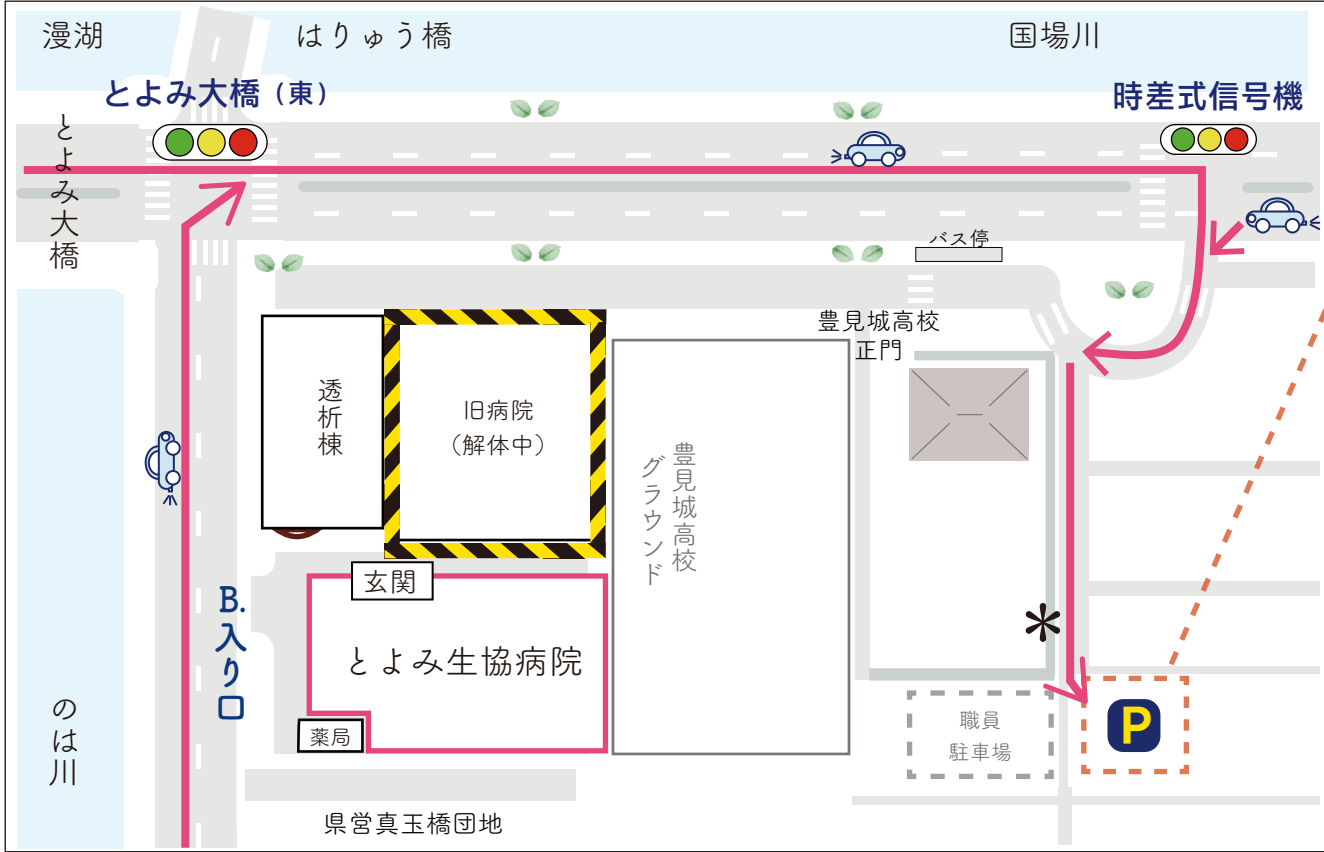 漫湖
はりゅう橋
国場川
とよみ大橋（東）
時差式信号機
とよみ大橋
バス停
豊見城高校
正門
透析棟
旧病院
（解体中）
豊見城高校
グラウンド
玄関
B.
入り口
とよみ生協病院
*
のは川
薬局
職員
駐車場
P
県営真玉橋団地